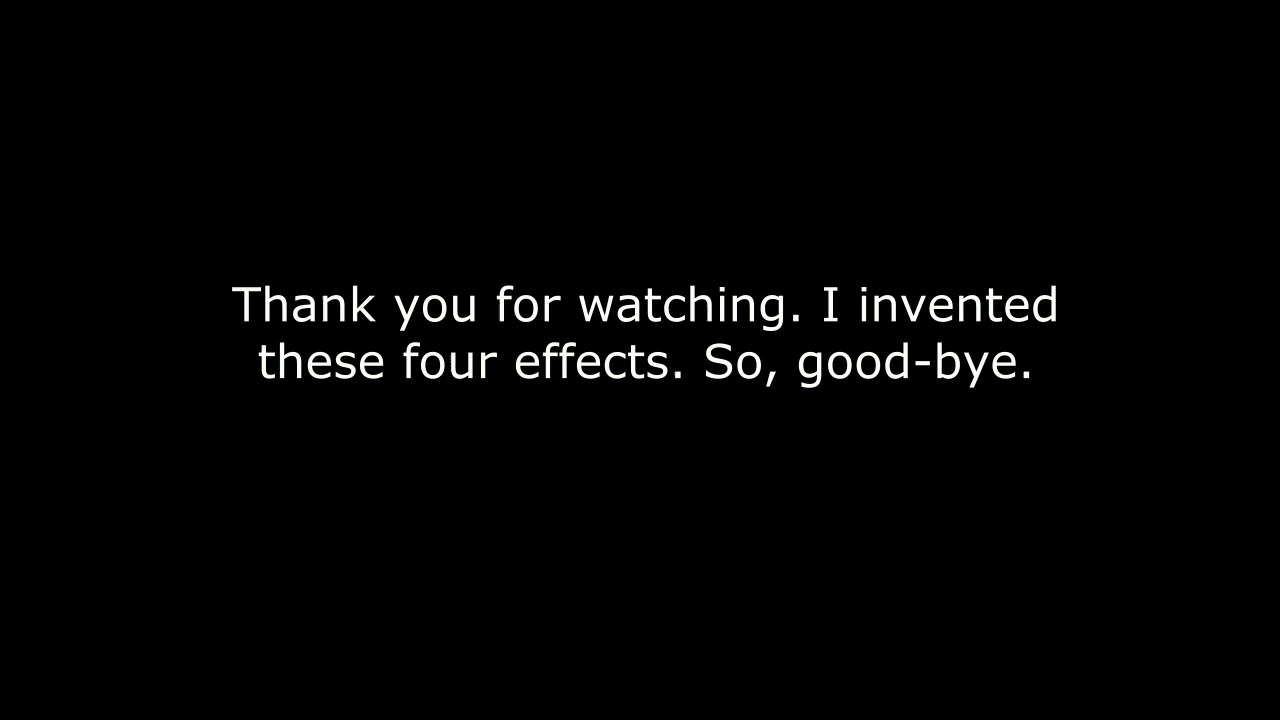 Thank you for watching. I invented
these four effects. So, good-bye.